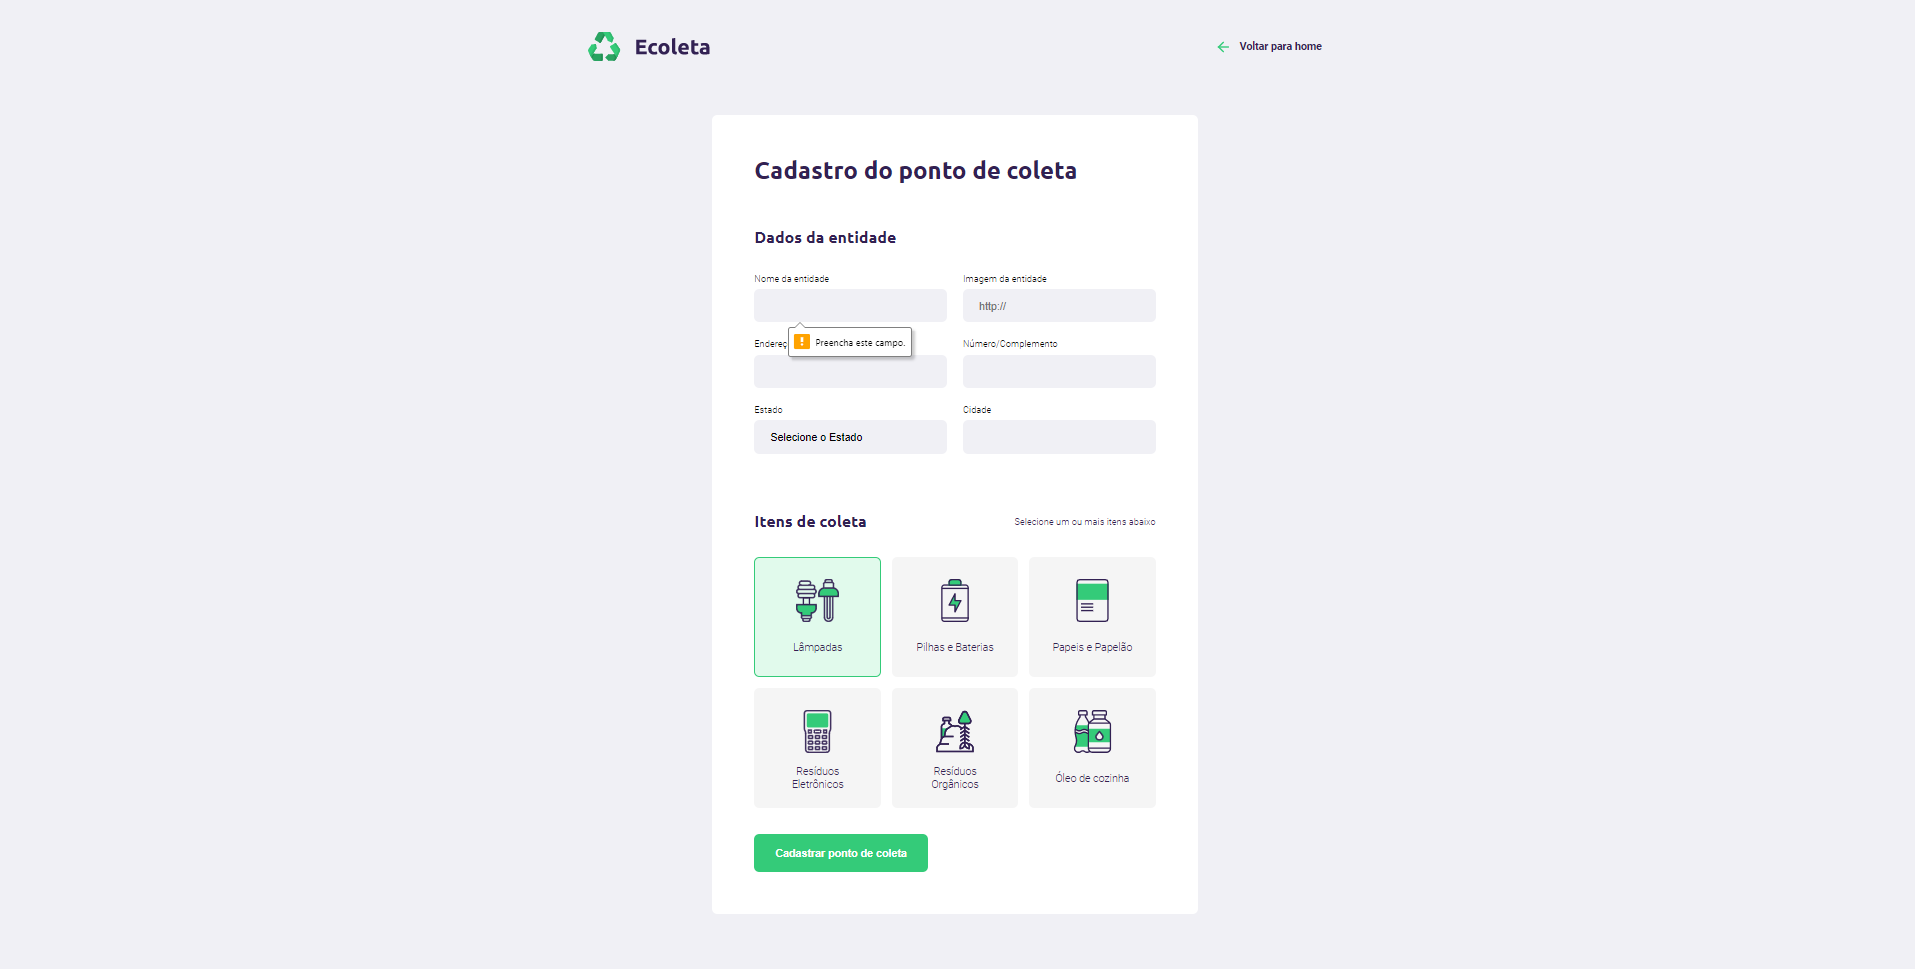 Ecoleta
Voltar para home
Cadastro do ponto de coleta
Dados da entidade
Nome da entidade
Imagem da entidade
http://
Preencha este campo.
Número/Complemento
Estado
Cidade
Selecione o Estado
Itens de coleta
Selecione um ou mais itens abaixo
Lâmpadas
Pilhas e Baterias
Papeis e Papelão
Resíduos
Eletrônicos
Resíduos
Orgânicos
Óleo de cozinha
Cadastrar ponto de coleta